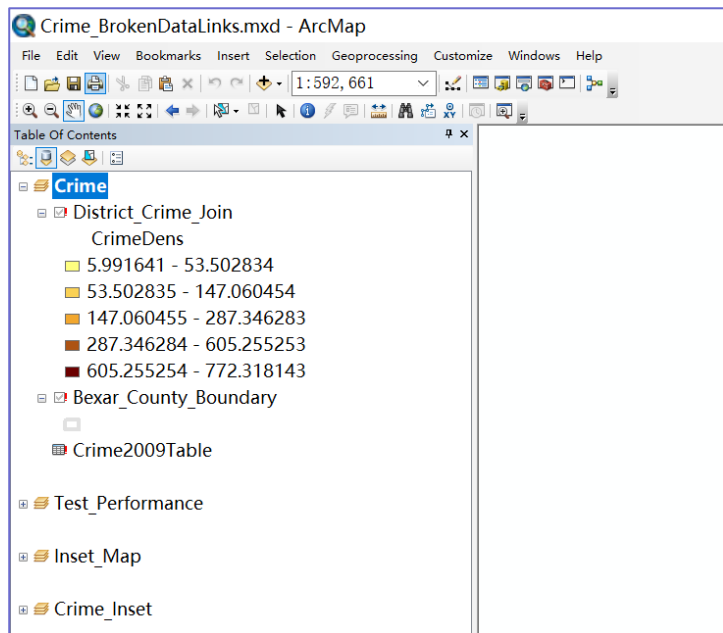 Crime_BrokenDataLinks.mxd - ArcMap
File Edit View Bookmarks Insert Selection Geoprocessing Customize Windows Help
1:592,661
Table Of Contents
Crime
District_Crime_Join
CrimeDens
5.991641 - 53.502834
53.502835 - 147.060454
147.060455 - 287.346283
287.346284 - 605.255253
605.255254 - 772.318143
Bexar_County_Boundary
Crime2009Table
Test_Performance
Inset_Map
Crime_Inset